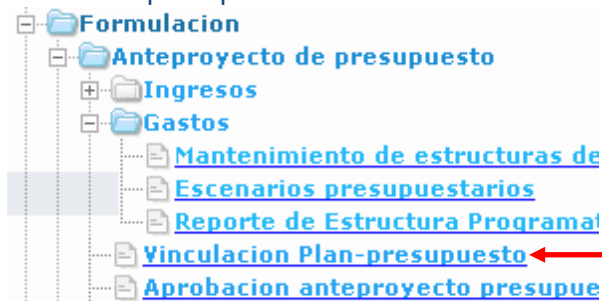 Formulacion
Anteproyecto de presupuesto
Ingresos
Gastos
Mantenimiento de estructuras de
Escenarios presupuestarios
Reporte de Estructura Programat
Vinculacion Plan-presupuesto
Aprobacion anteproyecto presupue